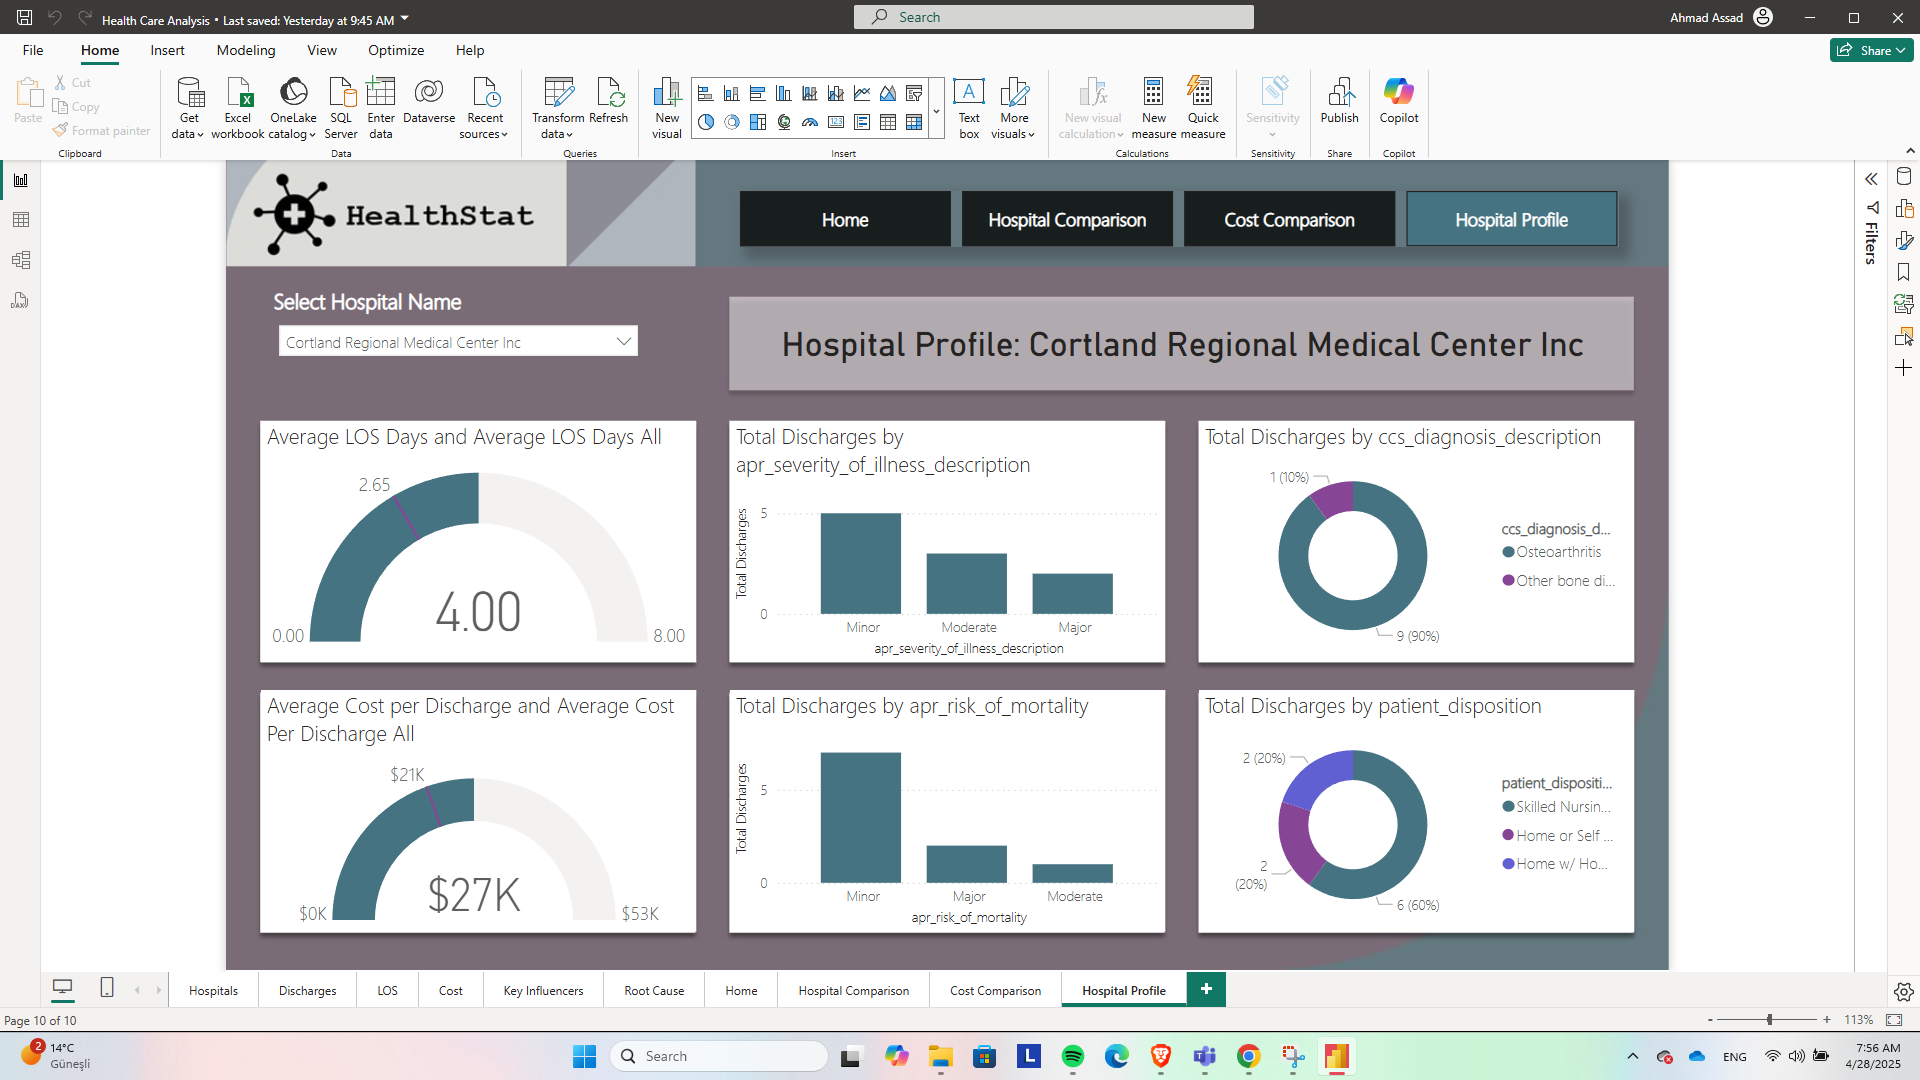 Health Care Analysis • Last saved: Yesterday at 9:45 AM
Search
Ahmad Assad
File
Home
Insert
Modeling
View
Optimize
Help
Share
Paste
Cut
Copy
Format painter
Clipboard
Get data
Excel workbook
OneLake catalog
SQL Server
Enter data
Dataverse
Recent sources
Data
Transform data
Refresh
Queries
New visual
Text box
More visuals
Insert
New visual calculation
New measure
Quick measure
Calculations
Sensitivity
Sensitivity
Publish
Share
Copilot
Copilot
DAX
HealthStat
Home
Hospital Comparison
Cost Comparison
Hospital Profile
Filters
Select Hospital Name
Cortland Regional Medical Center Inc
Hospital Profile: Cortland Regional Medical Center Inc
Average LOS Days and Average LOS Days All
2.65
4.00
0.00
8.00
Total Discharges by
apr_severity_of_illness_description
Total Discharges
5
0
Minor
Moderate
Major
apr_severity_of_illness_description
Total Discharges by ccs_diagnosis_description
1 (10%)
9 (90%)
ccs_diagnosis_d...
Osteoarthritis
Other bone di...
Average Cost per Discharge and Average Cost
Per Discharge All
$21K
$27K
$0K
$53K
Total Discharges by apr_risk_of_mortality
Total Discharges
5
0
Minor
Major
Moderate
apr_risk_of_mortality
Total Discharges by patient_disposition
2 (20%)
2
(20%)
6 (60%)
patient_dispositi...
Skilled Nursin...
Home or Self ...
Home w/ Ho...
Hospitals
Discharges
LOS
Cost
Key Influencers
Root Cause
Home
Hospital Comparison
Cost Comparison
Hospital Profile
+
Page 10 of 10
- + 113%
2
14°C
Güneşli
Search
L
ENG
7:56 AM
4/28/2025